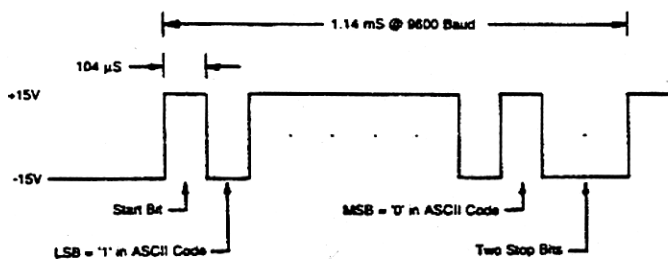 1.14 mS @ 9600 Baud
104 µS
+15V
-15V
Start Bit
MSB = '0' in ASCII Code
LSB = '1' in ASCII Code
Two Stop Bits